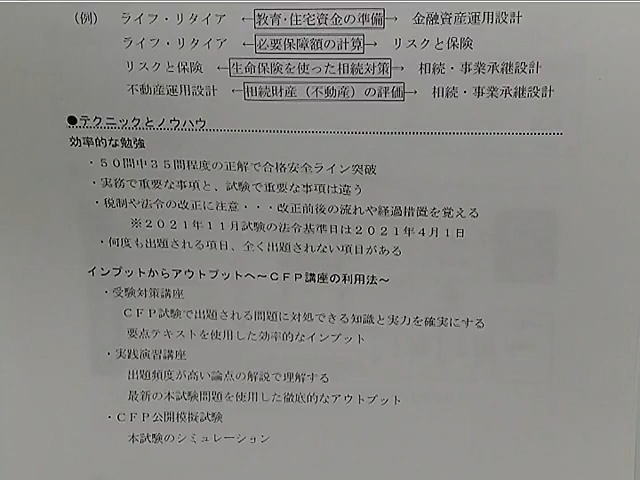 （例）　ライフ・リタイア　←教育・住宅資金の準備→　金融資産運用設計
ライフ・リタイア　←必要保障額の計算→　リスクと保険
リスクと保険　←生命保険を使った相続対策→　相続・事業承継設計
不動産運用設計　←相続財産（不動産）の評価→　相続・事業承継設計
●テクニックとノウハウ
効率的な勉強
・５０問中３５問程度の正解で合格安全ライン突破
・実務で重要な事項と、試験で重要な事項は違う
・税制や法令の改正に注意・・・改正前後の流れや経過措置を覚える
※２０２１年１１月試験の法令基準日は２０２１年４月１日
・何度も出題される項目、全く出題されない項目がある
インプットからアウトプットへ～ＣＦＰ講座の利用法～
・受験対策講座
ＣＦＰ試験で出題される問題に対処できる知識と実力を確実にする
要点テキストを使用した効率的なインプット
・実践演習講座
出題頻度が高い論点の解説で理解する
最新の本試験問題を使用した徹底的なアウトプット
・ＣＦＰ公開模擬試験
本試験のシミュレーション